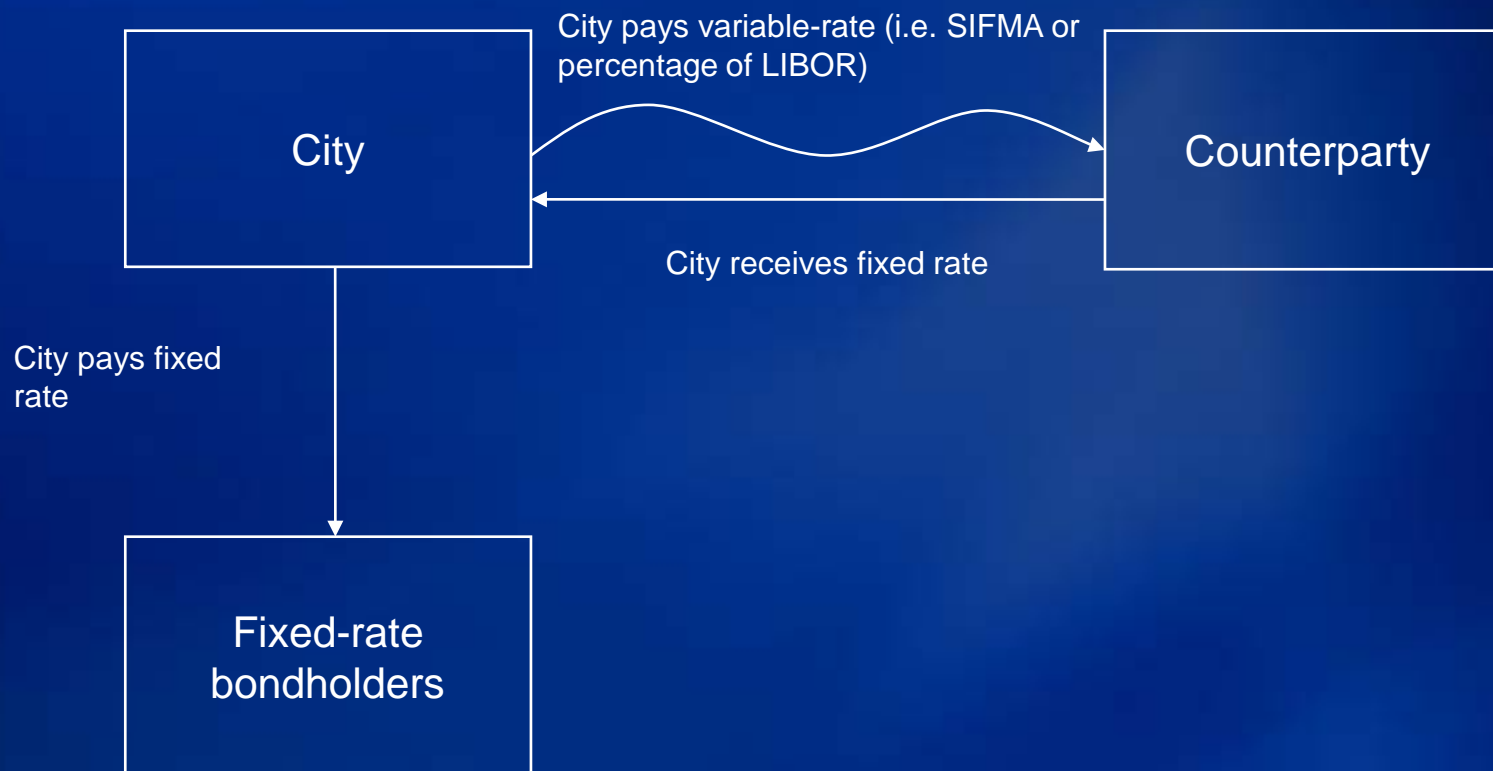 City pays variable-rate (i.e. SIFMA or
percentage of LIBOR)
City
Counterparty
City receives fixed rate
City pays fixed
rate
Fixed-rate
bondholders